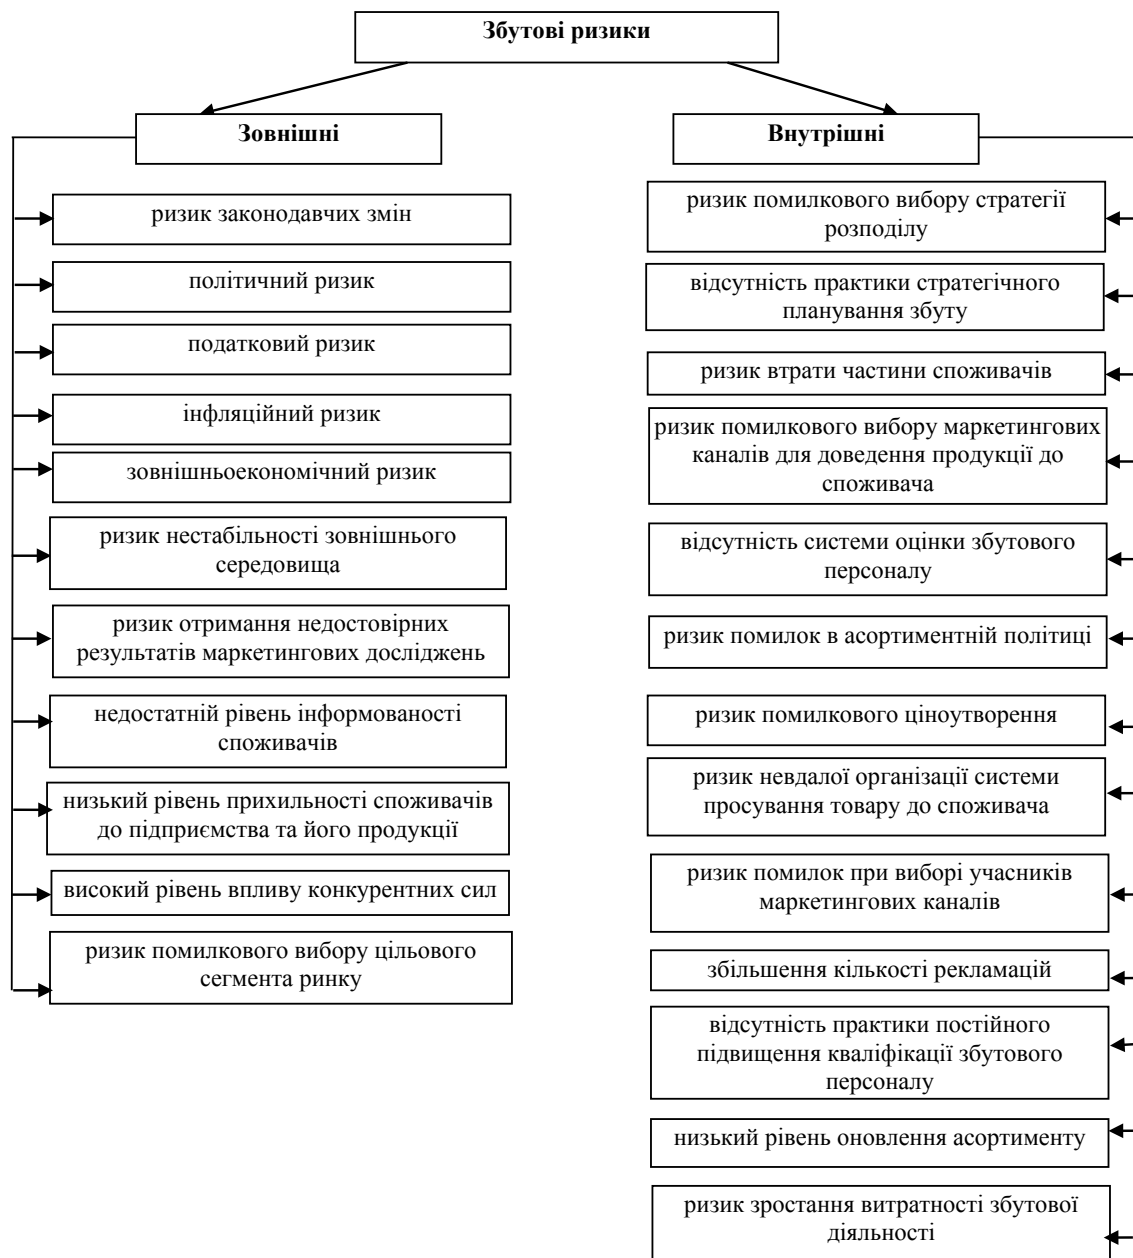 Збутові ризики
Зовнішні
ризик законодавчих змін
політичний ризик
податковий ризик
інфляційний ризик
зовнішньоекономічний ризик
ризик нестабільності зовнішнього
середовища
ризик отримання недостовірних
результатів маркетингових досліджень
недостатній рівень інформованості
споживачів
низький рівень прихильності споживачів
до підприємства та його продукції
високий рівень впливу конкурентних сил
ризик помилкового вибору цільового
сегмента ринку
Внутрішні
ризик помилкового вибору стратегії
розподілу
відсутність практики стратегічного
планування збуту
ризик втрати частини споживачів
ризик помилкового вибору маркетингових
каналів для доведення продукції до
споживача
відсутність системи оцінки збутового
персоналу
ризик помилок в асортиментній політиці
ризик помилкового ціноутворення
ризик невдалої організації системи
просування товару до споживача
ризик помилок при виборі учасників
маркетингових каналів
збільшення кількості рекламацій
відсутність практики постійного
підвищення кваліфікації збутового
персоналу
низький рівень оновлення асортименту
ризик зростання витратності збутової
діяльності